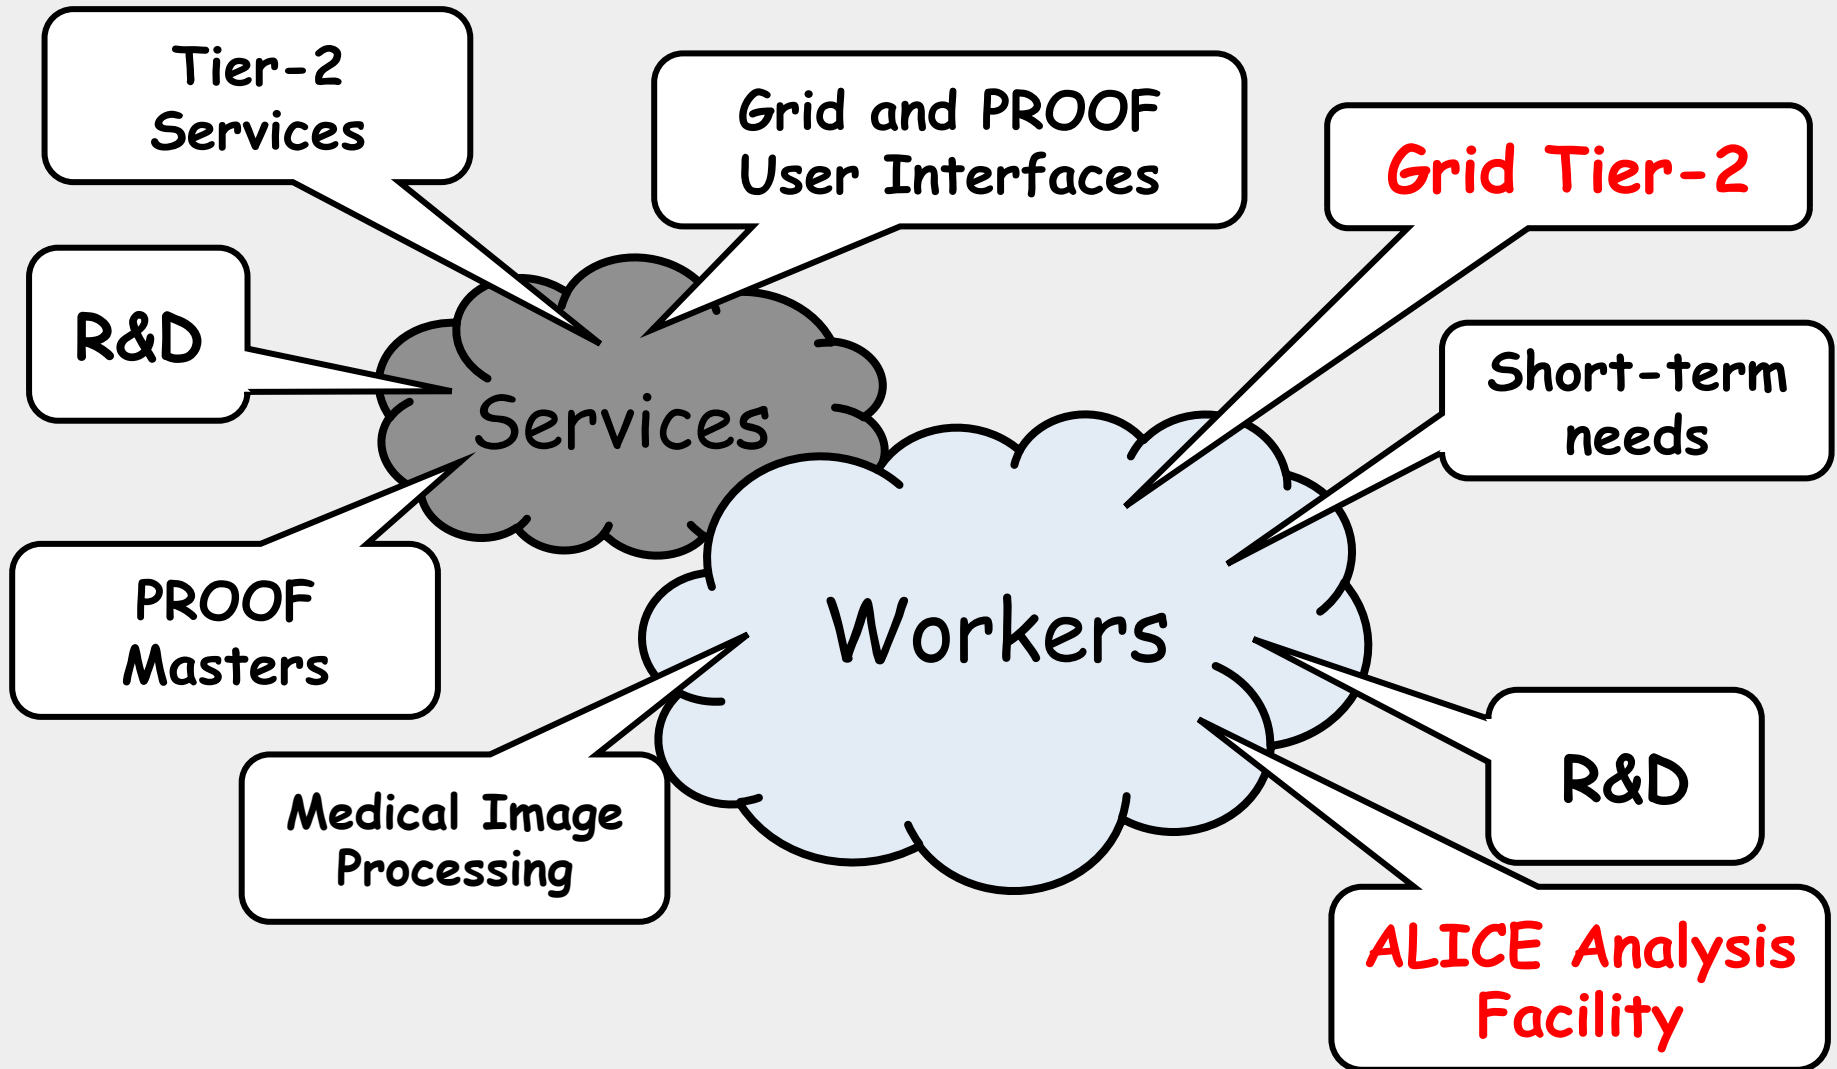 Tier-2
Services
Grid and PROOF
User Interfaces
Grid Tier-2
R&D
Short-term
needs
Services
PROOF
Masters
Workers
Medical Image
Processing
R&D
ALICE Analysis
Facility